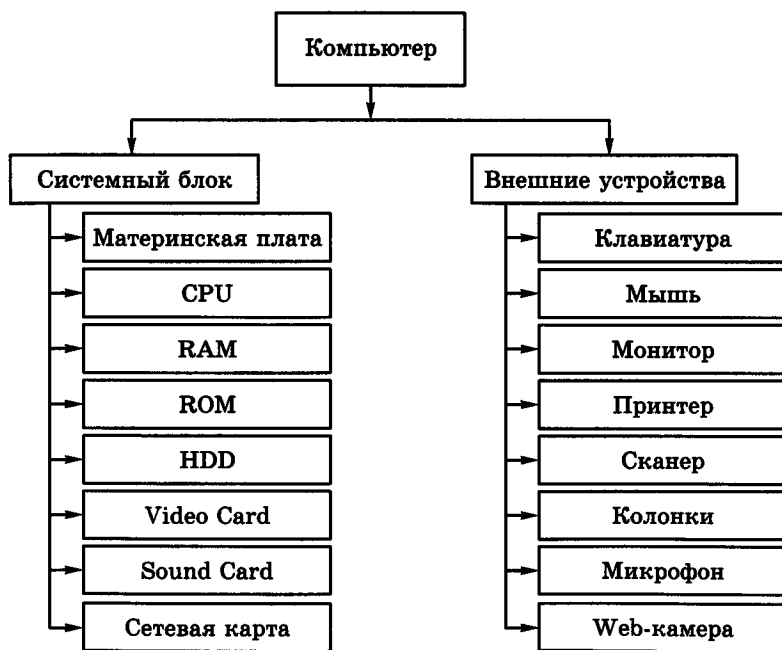 Компьютер
Системный блок
Материнская плата
CPU
RAM
ROM
HDD
Video Card
Sound Card
Сетевая карта
Внешние устройства
Клавиатура
Мышь
Монитор
Принтер
Сканер
Колонки
Микрофон
Web-камера